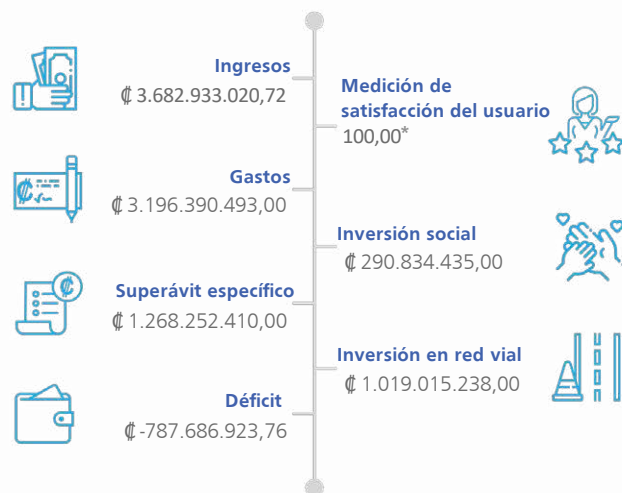 Ingresos
₡ 3.682.933.020,72
Medición de
satisfacción del usuario
100,00*
Gastos
₡ 3.196.390.493,00
Inversión social
₡ 290.834.435,00
Superávit específico
₡ 1.268.252.410,00
Inversión en red vial
₡ 1.019.015.238,00
Déficit
₡ -787.686.923,76